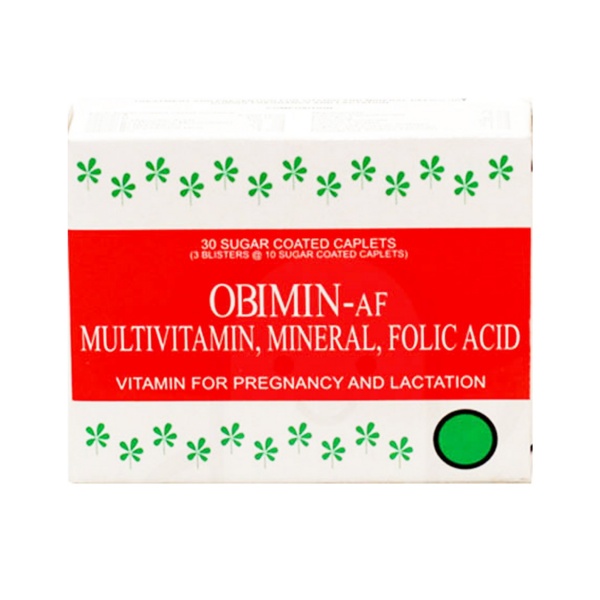 30 SUGAR COATED CAPLETS
(3 BLISTERS @ 10 SUGAR COATED CAPLETS)
OBIMIN-AF
MULTIVITAMIN, MINERAL, FOLIC ACID
VITAMIN FOR PREGNANCY AND LACTATION